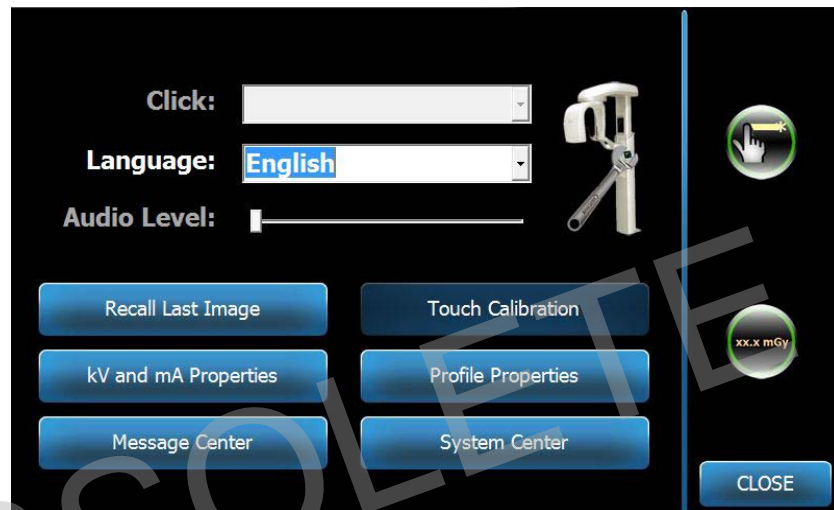 Click:
Language: English
Audio Level:
Recall Last Image Touch Calibration
xx.x mGy
kV and mA Properties Profile Properties
Message Center System Center
CLOSE
OBSOLETE